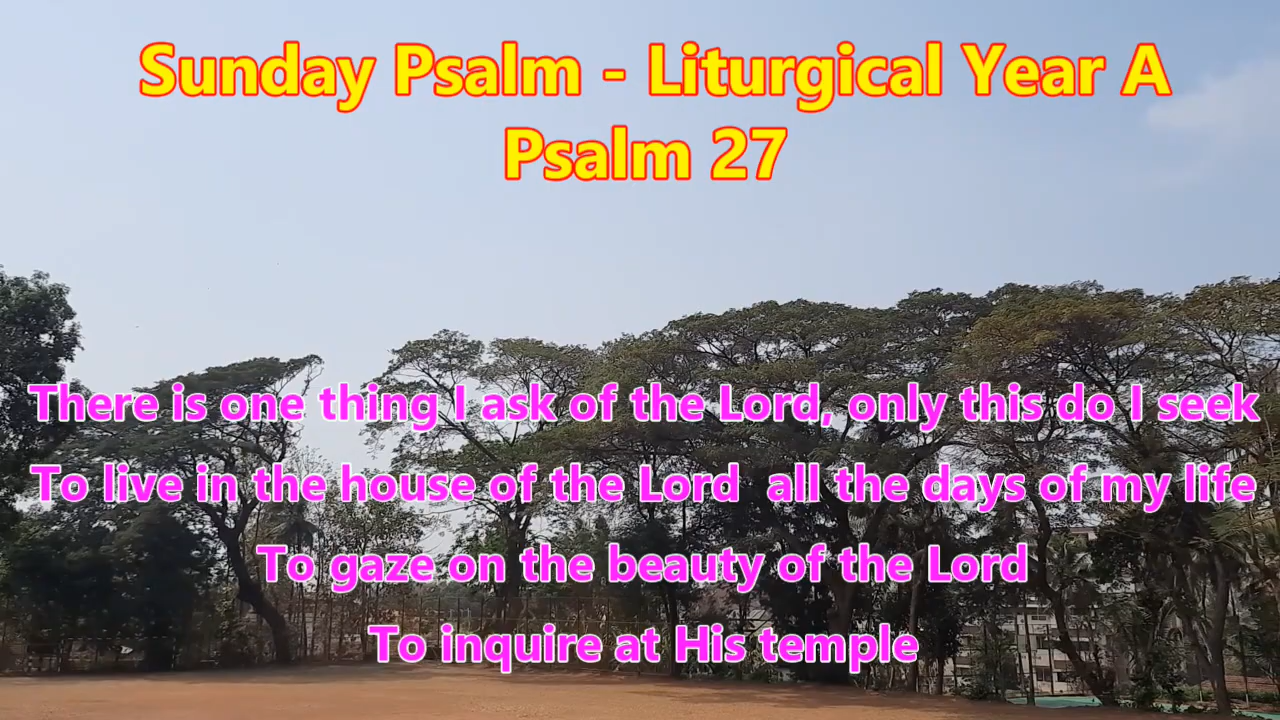 Sunday Psalm - Liturgical Year A
Psalm 27
There is one thing I ask of the Lord, only this do I seek
To live in the house of the Lord  all the days of my life
To gaze on the beauty of the Lord
To inquire at His temple